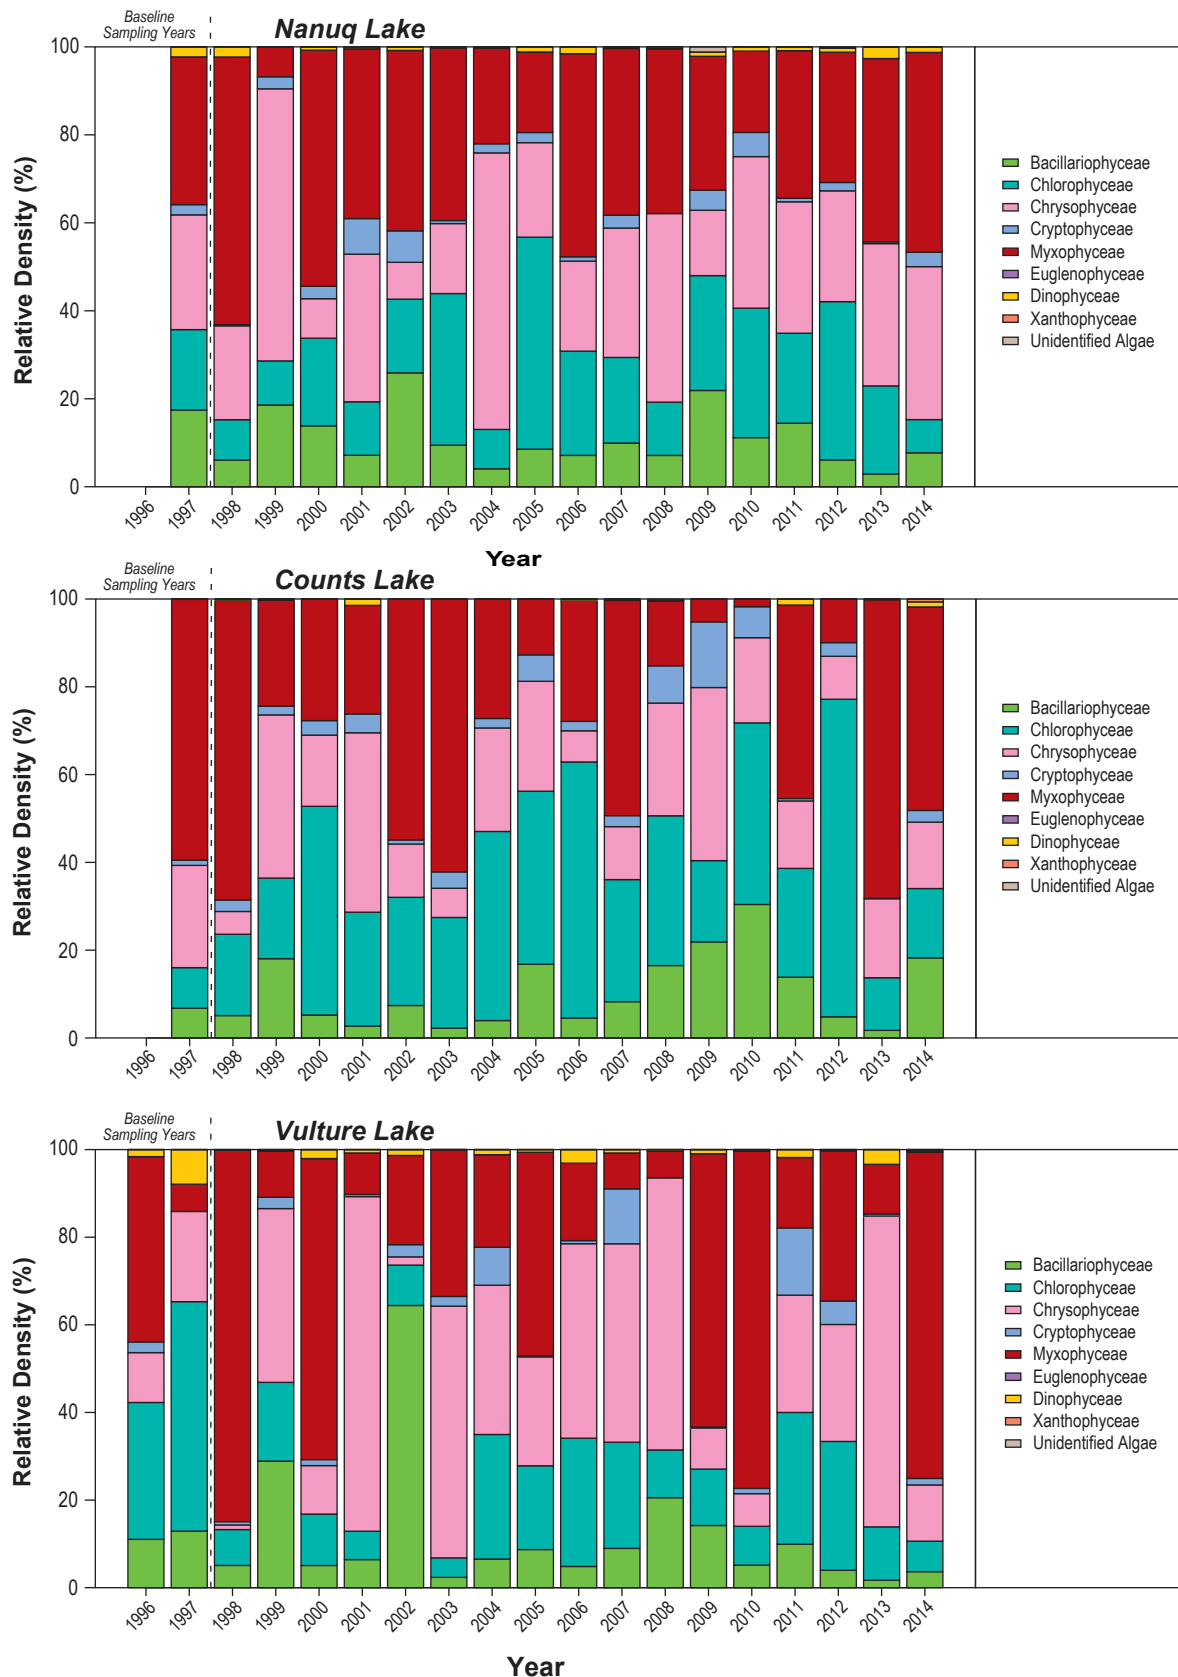 Baseline
Sampling Years
Nanuq Lake
Relative Density (%)
100
80
60
40
20
0
1996
1997
1998
1999
2000
2001
2002
2003
2004
2005
2006
2007
2008
2009
2010
2011
2012
2013
2014
Year
Bacillariophyceae
Chlorophyceae
Chrysophyceae
Cryptophyceae
Myxophyceae
Euglenophyceae
Dinophyceae
Xanthophyceae
Unidentified Algae
Baseline
Sampling Years
Counts Lake
Relative Density (%)
100
80
60
40
20
0
1996
1997
1998
1999
2000
2001
2002
2003
2004
2005
2006
2007
2008
2009
2010
2011
2012
2013
2014
Bacillariophyceae
Chlorophyceae
Chrysophyceae
Cryptophyceae
Myxophyceae
Euglenophyceae
Dinophyceae
Xanthophyceae
Unidentified Algae
Baseline
Sampling Years
Vulture Lake
Relative Density (%)
100
80
60
40
20
0
1996
1997
1998
1999
2000
2001
2002
2003
2004
2005
2006
2007
2008
2009
2010
2011
2012
2013
2014
Year
Bacillariophyceae
Chlorophyceae
Chrysophyceae
Cryptophyceae
Myxophyceae
Euglenophyceae
Dinophyceae
Xanthophyceae
Unidentified Algae